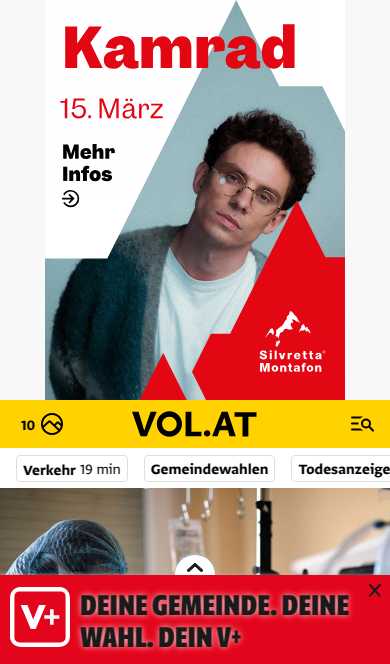 Kamrad
15. März
Mehr
Infos
Silvretta®
Montafon
10 VOL.AT
Verkehr 19 min Gemeindewahlen Todesanzeige
V+
DEINE GEMEINDE. DEINE
WAHL. DEIN V+